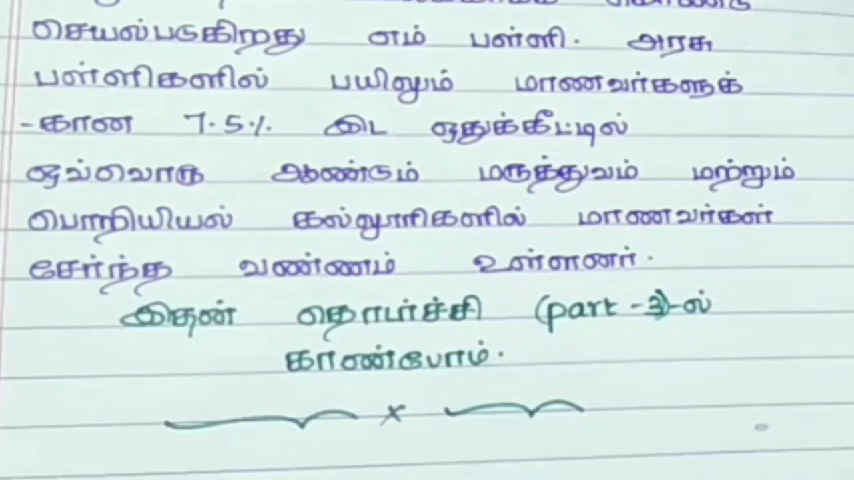 செயல்படுகிறது எம் பள்ளி. அரசு
பள்ளிகளில் பயிலும் மாணவர்களுக்
-கான 7.5% இட ஒதுக்கீட்டில்
ஒவ்வொரு ஆண்டும் மருத்துவம் மற்றும்
பொறியியல் கல்லூரிகளில் மாணவர்கள்
சேர்ந்த வண்ணம் உள்ளனர்.
இதன் தொடர்ச்சி (part -3)-ல்
காண்போம்.